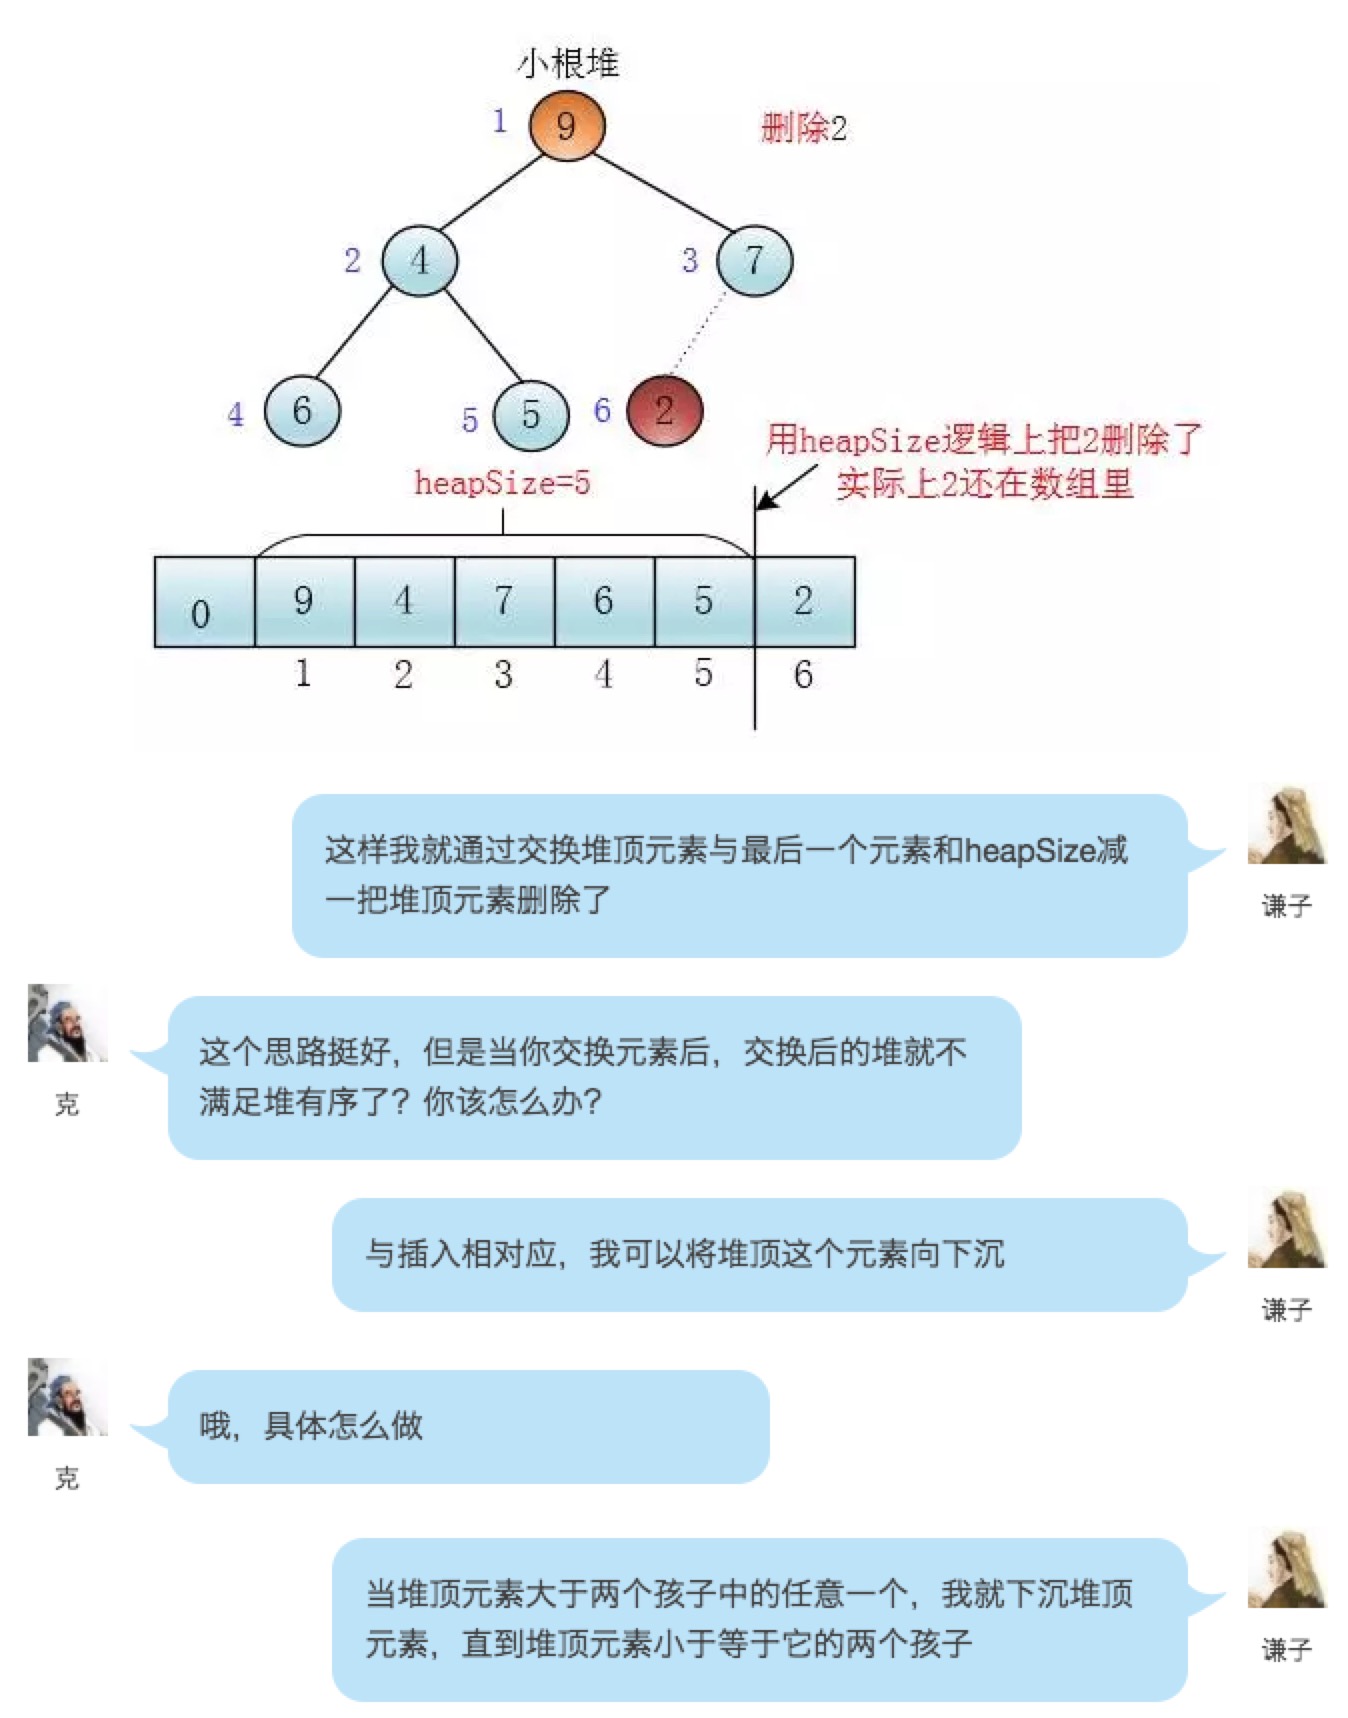 小根堆
1
9
删除2
2
4
3
7
4
6
5
5
6
2
用heapSize逻辑上把2删除了
实际上2还在数组里
heapSize=5
0 9 4 7 6 5 2
1 2 3 4 5 6
这样我就通过交换堆顶元素与最后一个元素和heapSize减
一把堆顶元素删除了
谦子
这个思路挺好，但是当你交换元素后，交换后的堆就不
满足堆有序了？你该怎么办？
克
与插入相对应，我可以将堆顶这个元素向下沉
谦子
哦，具体怎么做
克
当堆顶元素大于两个孩子中的任意一个，我就下沉堆顶
元素，直到堆顶元素小于等于它的两个孩子
谦子